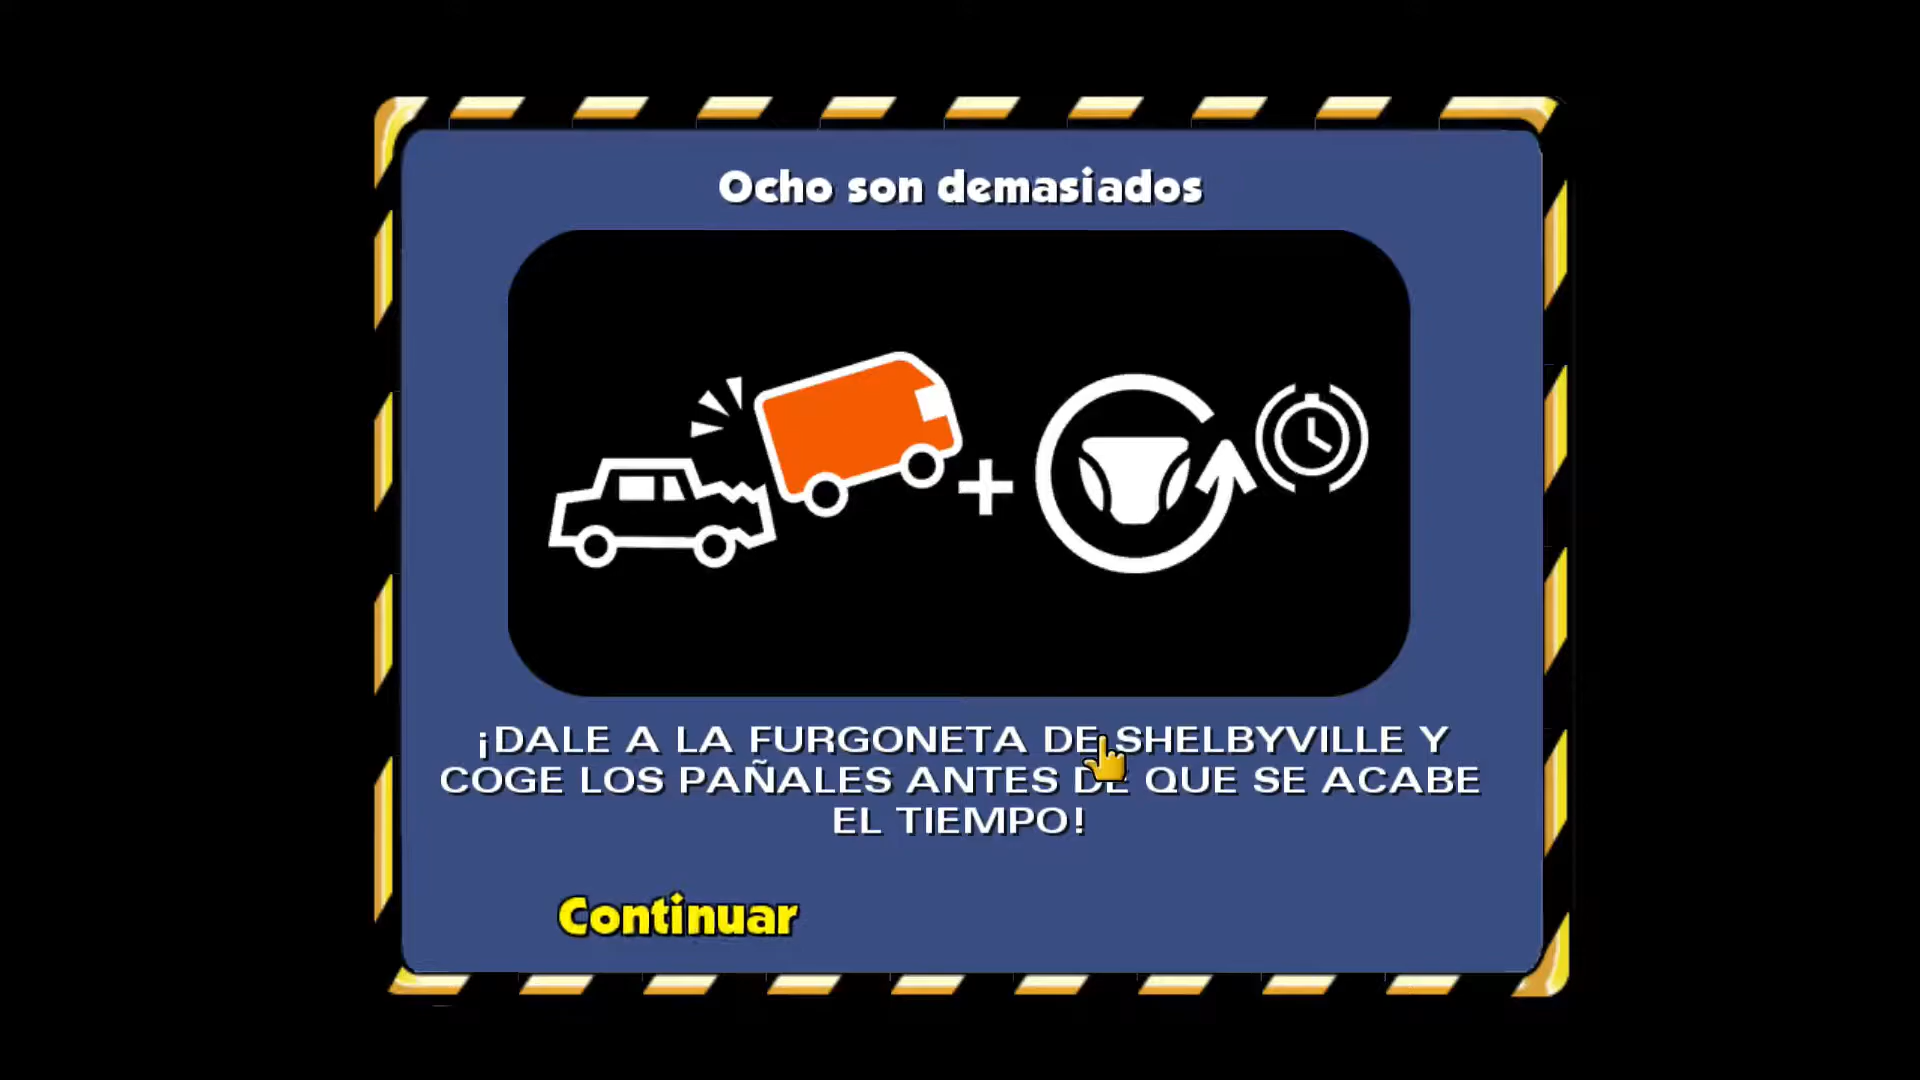 Ocho son demasiados
¡DALE A LA FURGONETA DE SHELBYVILLE Y
COGE LOS PAÑALES ANTES DE QUE SE ACABE
EL TIEMPO!
Continuar